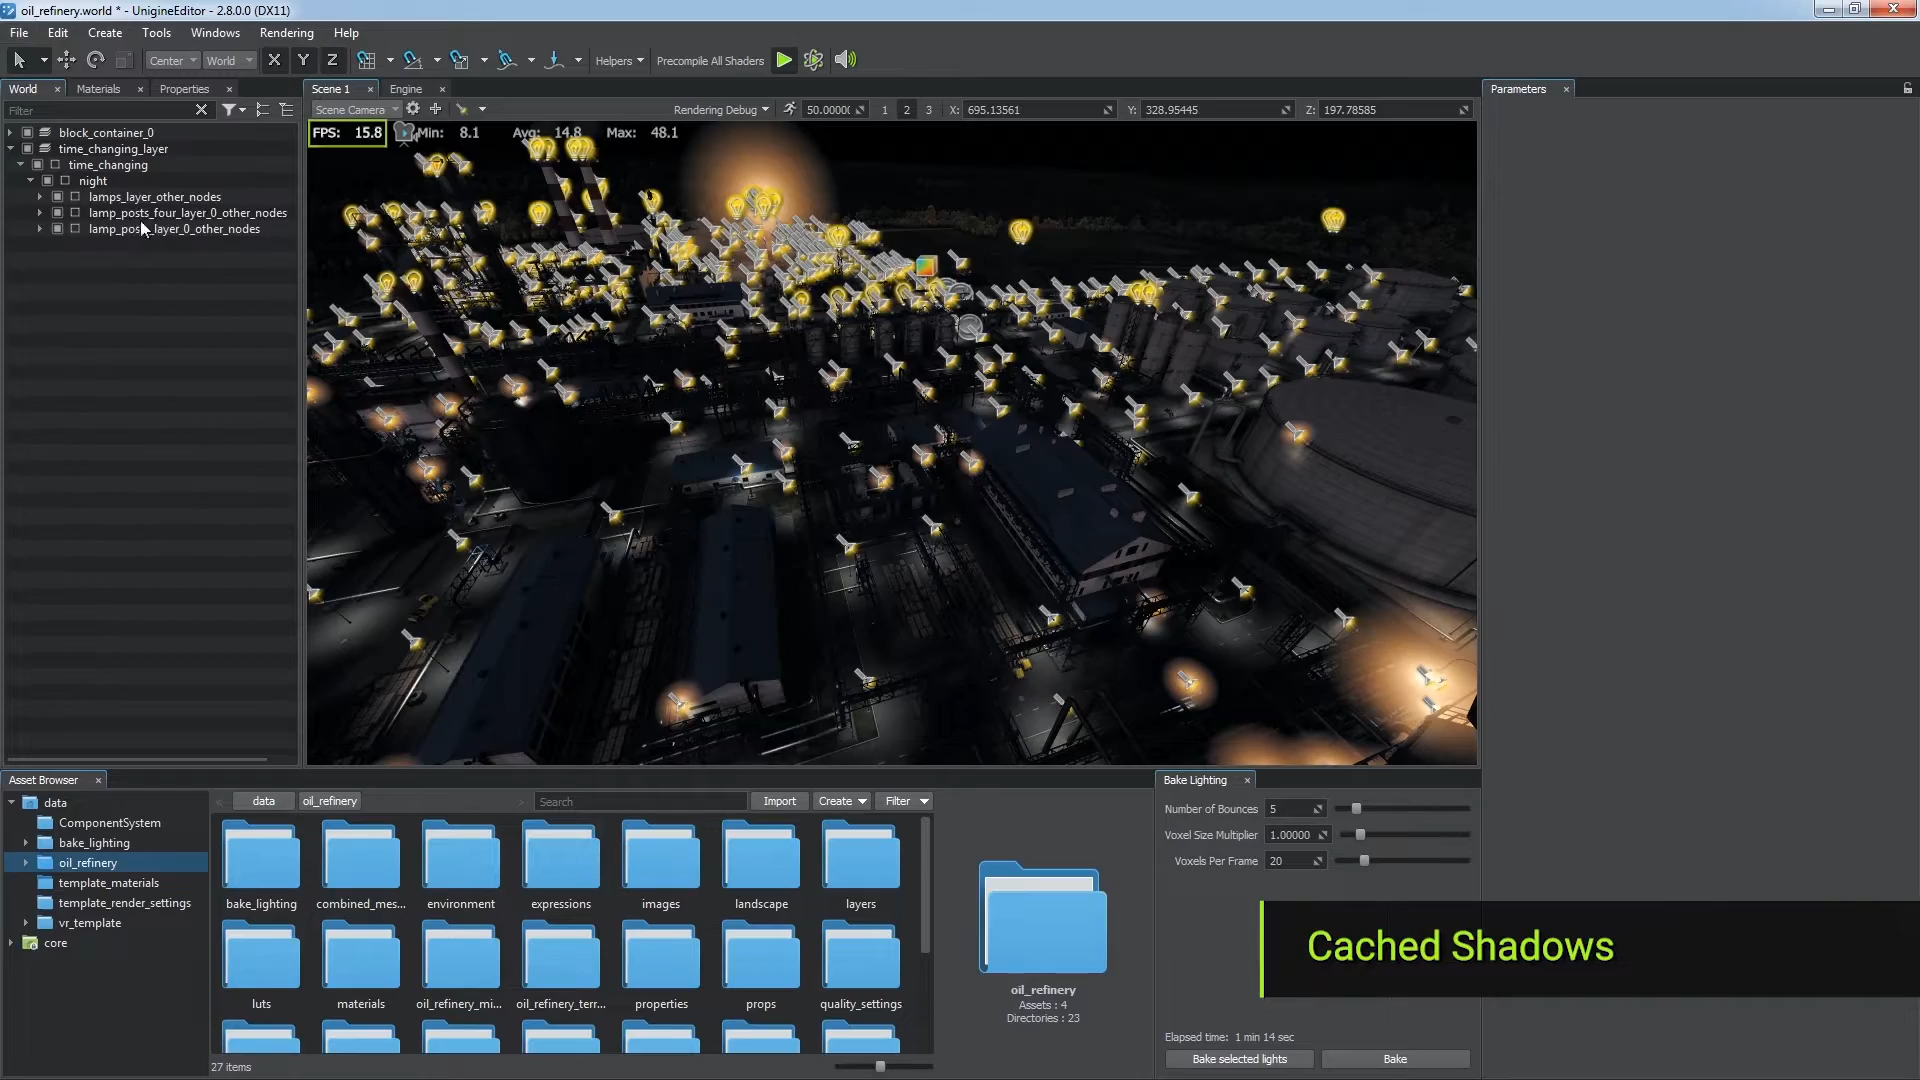 oil_refinery.world * - UnigineEditor - 2.8.0.0 (DX11)
File Edit Create Tools Windows Rendering Help
Center World X Y Z Helpers Precompile All Shaders
World Materials Properties Scene 1 Engine Parameters
Filter Scene Camera Rendering Debug 50.0000( 1 2 3 X: 695.13561 Y: 328.95445 Z: 197.78585
FPS: 15.8 Min: 8.1 Avg: 14.8 Max: 48.1
block_container_0
time_changing_layer
time_changing
night
lamps_layer_other_nodes
lamp_posts_four_layer_0_other_nodes
lamp_posts_layer_0_other_nodes
Asset Browser
data oil_refinery Search Import Create Filter
data
ComponentSystem
bake_lighting
oil_refinery
template_materials
template_render_settings
vr_template
core
bake_lighting combined_mes... environment expressions images landscape layers
luts materials oil_refinery_mi... oil_refinery_terr... properties props quality_settings
27 items
oil_refinery
Assets : 4
Directories : 23
Bake Lighting
Number of Bounces 5
Voxel Size Multiplier 1.00000
Voxels Per Frame 20
Cached Shadows
Elapsed time: 1 min 14 sec
Bake selected lights Bake